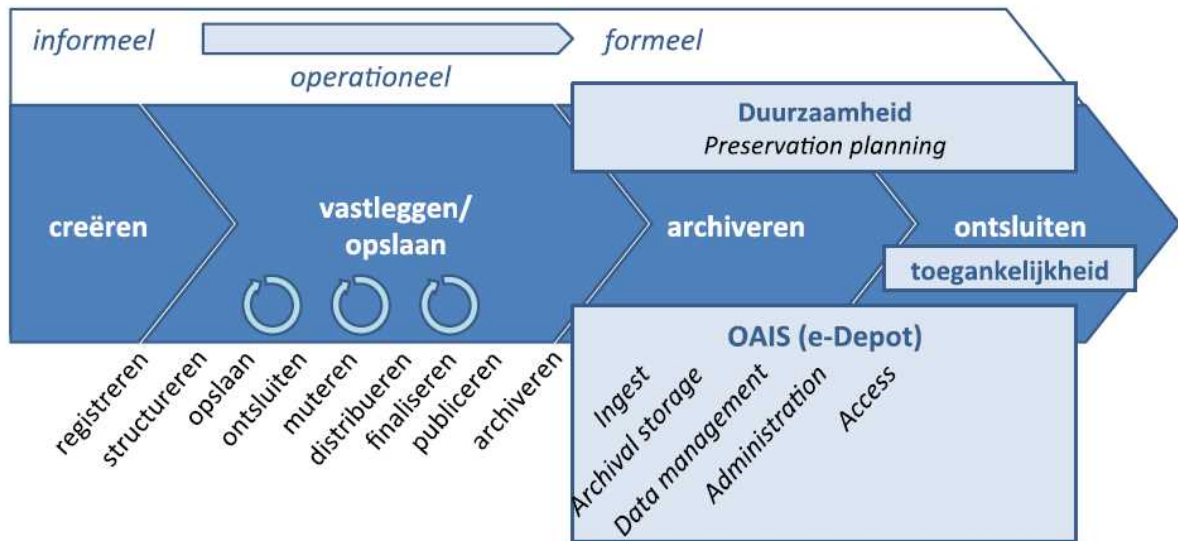 informeel
formeel
operationeel
Duurzaamheid
Preservation planning
creëren
vastleggen/
opslaan
archiveren
ontsluiten
toegankelijkheid
OAIS (e-Depot)
registreren
structureren
opslaan
ontsluiten
muteren
distribueren
finaliseren
publiceren
archiveren
Ingest
Archival storage
Data management
Administration
Access